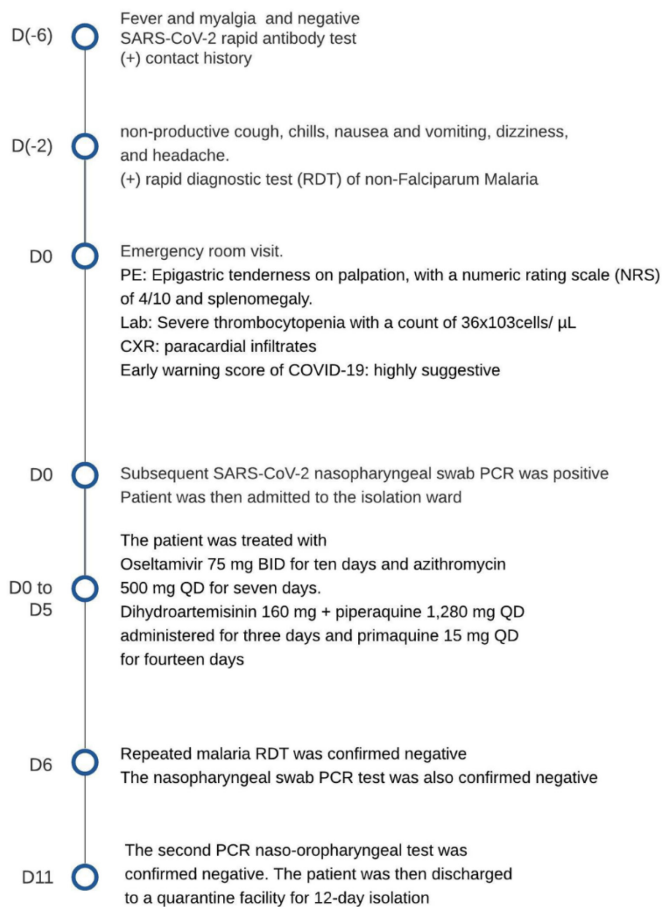 D(-6)
Fever and myalgia and negative
SARS-CoV-2 rapid antibody test
(+) contact history
D(-2)
non-productive cough, chills, nausea and vomiting, dizziness,
and headache.
(+) rapid diagnostic test (RDT) of non-Falciparum Malaria
D0
Emergency room visit.
PE: Epigastric tenderness on palpation, with a numeric rating scale (NRS)
of 4/10 and splenomegaly.
Lab: Severe thrombocytopenia with a count of 36x103cells/ µL
CXR: paracardial infiltrates
Early warning score of COVID-19: highly suggestive
D0
Subsequent SARS-CoV-2 nasopharyngeal swab PCR was positive
Patient was then admitted to the isolation ward
D0 to
D5
The patient was treated with
Oseltamivir 75 mg BID for ten days and azithromycin
500 mg QD for seven days.
Dihydroartemisinin 160 mg + piperaquine 1,280 mg QD
administered for three days and primaquine 15 mg QD
for fourteen days
D6
Repeated malaria RDT was confirmed negative
The nasopharyngeal swab PCR test was also confirmed negative
D11
The second PCR naso-oropharyngeal test was
confirmed negative. The patient was then discharged
to a quarantine facility for 12-day isolation